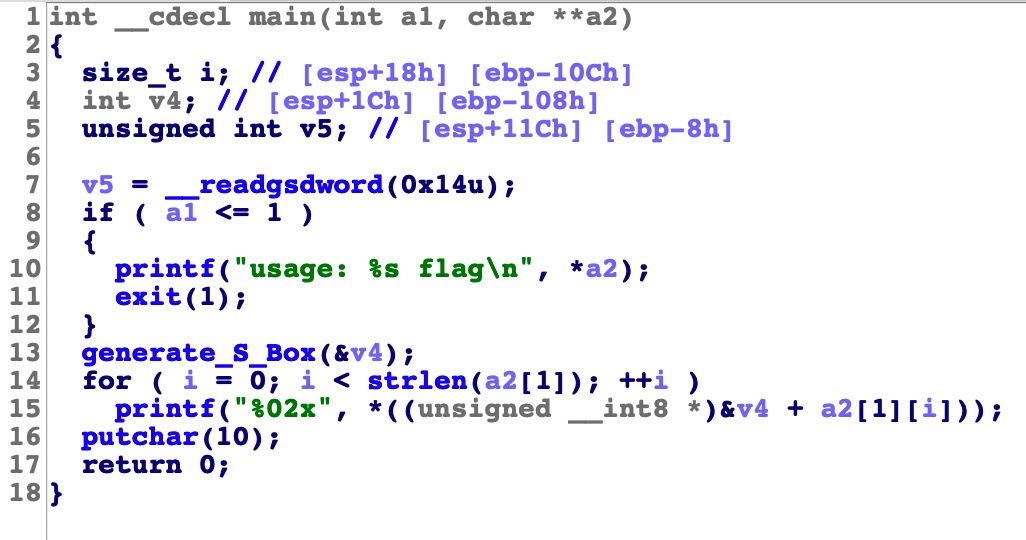 1 int __cdecl main(int a1, char **a2)
2 {
3 size_t i; // [esp+18h] [ebp-10Ch]
4 int v4; // [esp+1Ch] [ebp-108h]
5 unsigned int v5; // [esp+11Ch] [ebp-8h]
6
7 v5 = __readgsdword(0x14u);
8 if ( a1 <= 1 )
9 {
10 printf("usage: %s flag\n", *a2);
11 exit(1);
12 }
13 generate_S_Box(&v4);
14 for ( i = 0; i < strlen(a2[1]); ++i )
15 printf("%02x", *((unsigned __int8 *)&v4 + a2[1][i]));
16 putchar(10);
17 return 0;
18 }